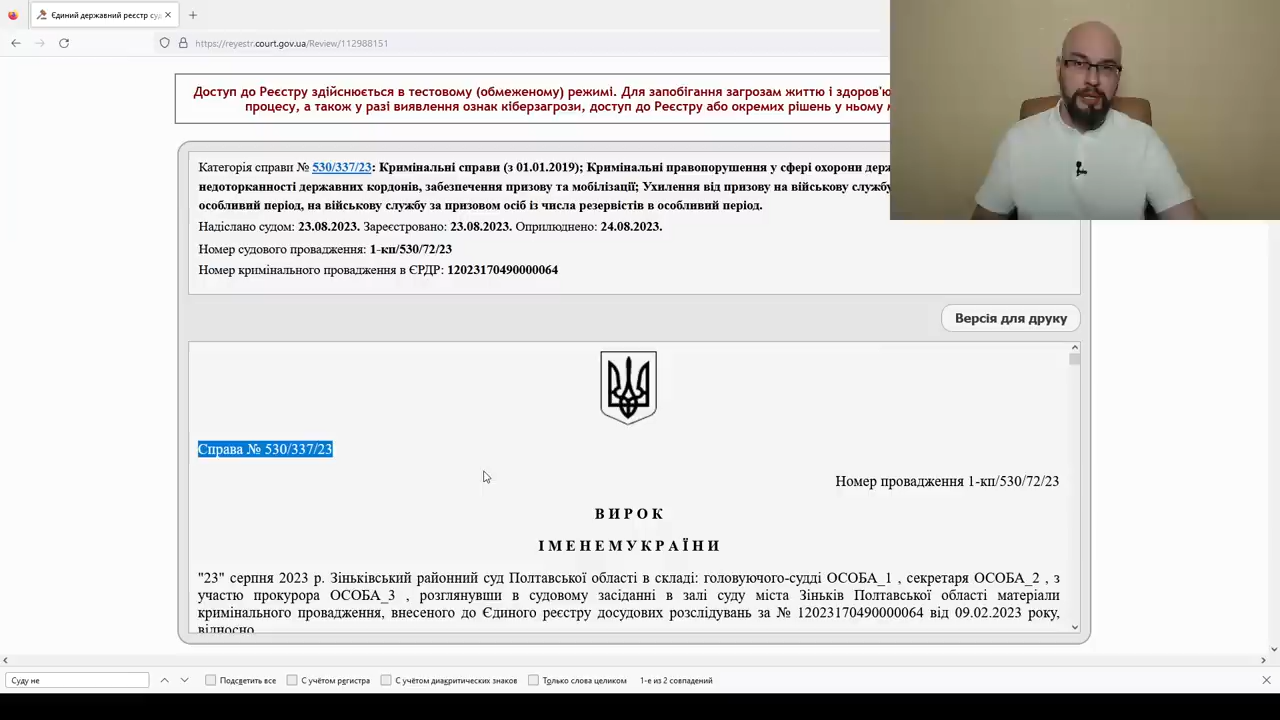 Єдиний державний реєстр суд
https://reyestr.court.gov.ua/Review/112988151
Доступ до Реєстру здійснюється в тестовому (обмеженому) режимі. Для запобігання загрозам життю і здоров'ю
процесу, а також у разі виявлення ознак кіберзагрози, доступ до Реєстру або окремих рішень у ньому м
Категорія справи № 530/337/23: Кримінальні справи (з 01.01.2019); Кримінальні правопорушення у сфері охорони держ
недоторканності державних кордонів, забезпечення призову та мобілізації; Ухилення від призову на військову службу
особливий період, на військову службу за призовом осіб із числа резервістів в особливий період.
Надіслано судом: 23.08.2023. Зареєстровано: 23.08.2023. Оприлюднено: 24.08.2023.
Номер судового провадження: 1-кп/530/72/23
Номер кримінального провадження в ЄРДР: 12023170490000064
Версія для друку
Справа № 530/337/23
Номер провадження 1-кп/530/72/23
В И Р О К
І М Е Н Е М У К Р А Ї Н И
"23" серпня 2023 р. Зіньківський районний суд Полтавської області в складі: головуючого-судді ОСОБА_1 , секретаря ОСОБА_2 , з
участю прокурора ОСОБА_3 , розглянувши в судовому засіданні в залі суду міста Зіньків Полтавської області матеріали
кримінального провадження, внесеного до Єдиного реєстру досудових розслідувань за № 12023170490000064 від 09.02.2023 року,
відносно
Суду не
Подсветить все
С учётом регистра
С учётом диакритических знаков
Только слова целиком
1-е из 2 совпадений